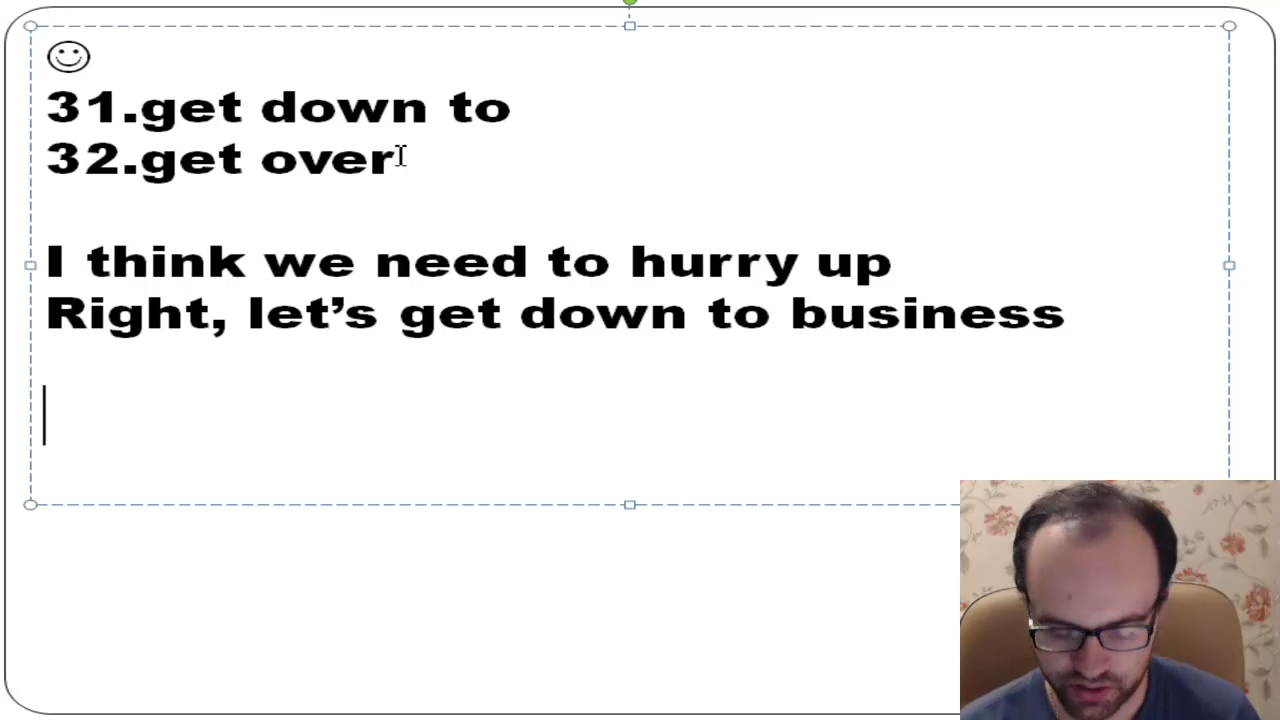 31.get down to
32.get over
I think we need to hurry up
Right, let’s get down to business